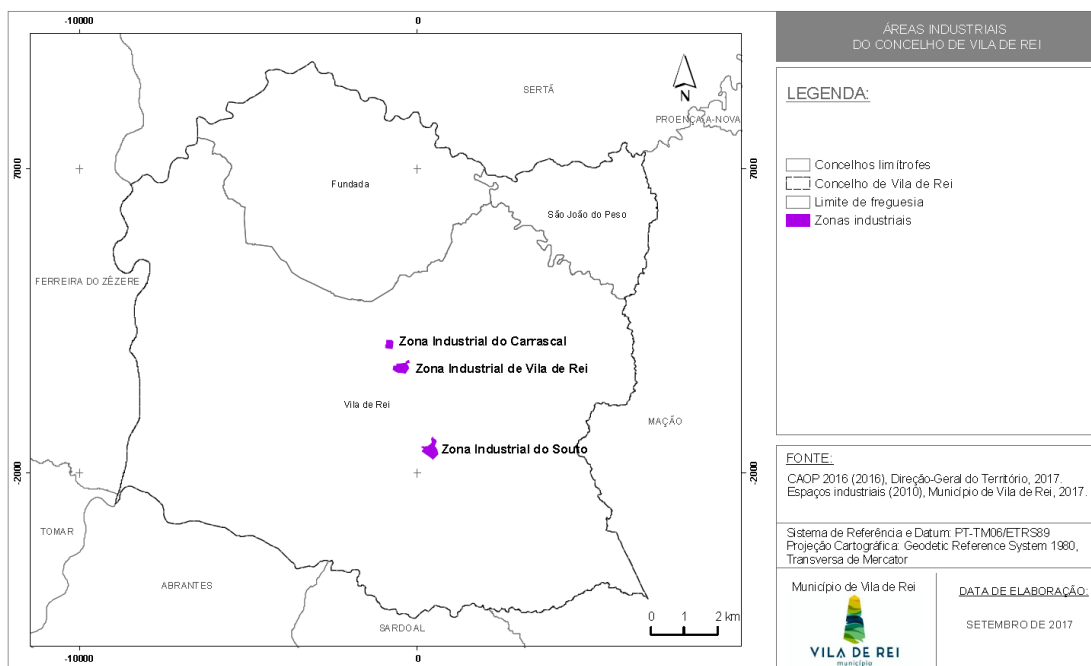 -10000
0
ÁREAS INDUSTRIAIS
DO CONCELHO DE VILA DE REI
N
SERTÃ
PROENÇA-A-NOVA
7000
7000
Fundada
São João do Peso
FERREIRA DO ZÊZERE
Zona Industrial do Carrascal
Zona Industrial de Vila de Rei
Vila de Rei
MAÇÃO
Zona Industrial do Souto
-2000
-2000
TOMAR
ABRANTES
SARDOAL
0 1 2 km
-10000
0
LEGENDA:
Concelhos limítrofes
Concelho de Vila de Rei
Limite de freguesia
Zonas industriais
FONTE:
CAOP 2016 (2016), Direção-Geral do Território, 2017.
Espaços industriais (2010), Município de Vila de Rei, 2017.
Sistema de Referência e Datum: PT-TM06/ETRS89
Projeção Cartográfica: Geodetic Reference System 1980,
Transversa de Mercator
Município de Vila de Rei
VILA DE REI
município
DATA DE ELABORAÇÃO:
SETEMBRO DE 2017